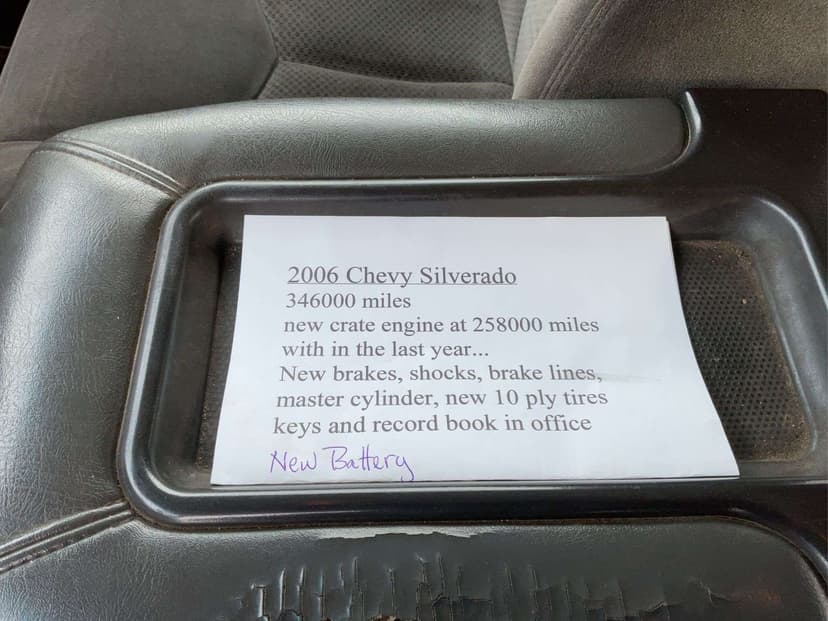 2006 Chevy Silverado
346000 miles
new crate engine at 258000 miles
with in the last year...
New brakes, shocks, brake lines,
master cylinder, new 10 ply tires
keys and record book in office
New Battery